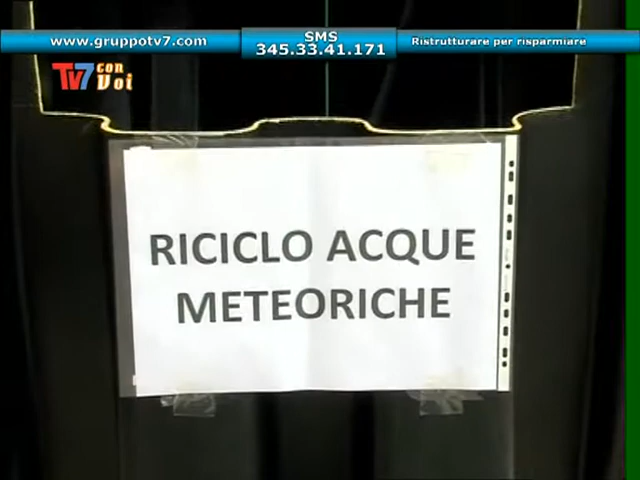 www.gruppotv7.com
SMS
345.33.41.171
Ristrutturare per risparmiare
TV7 con
Voi
RICICLO ACQUE
METEORICHE